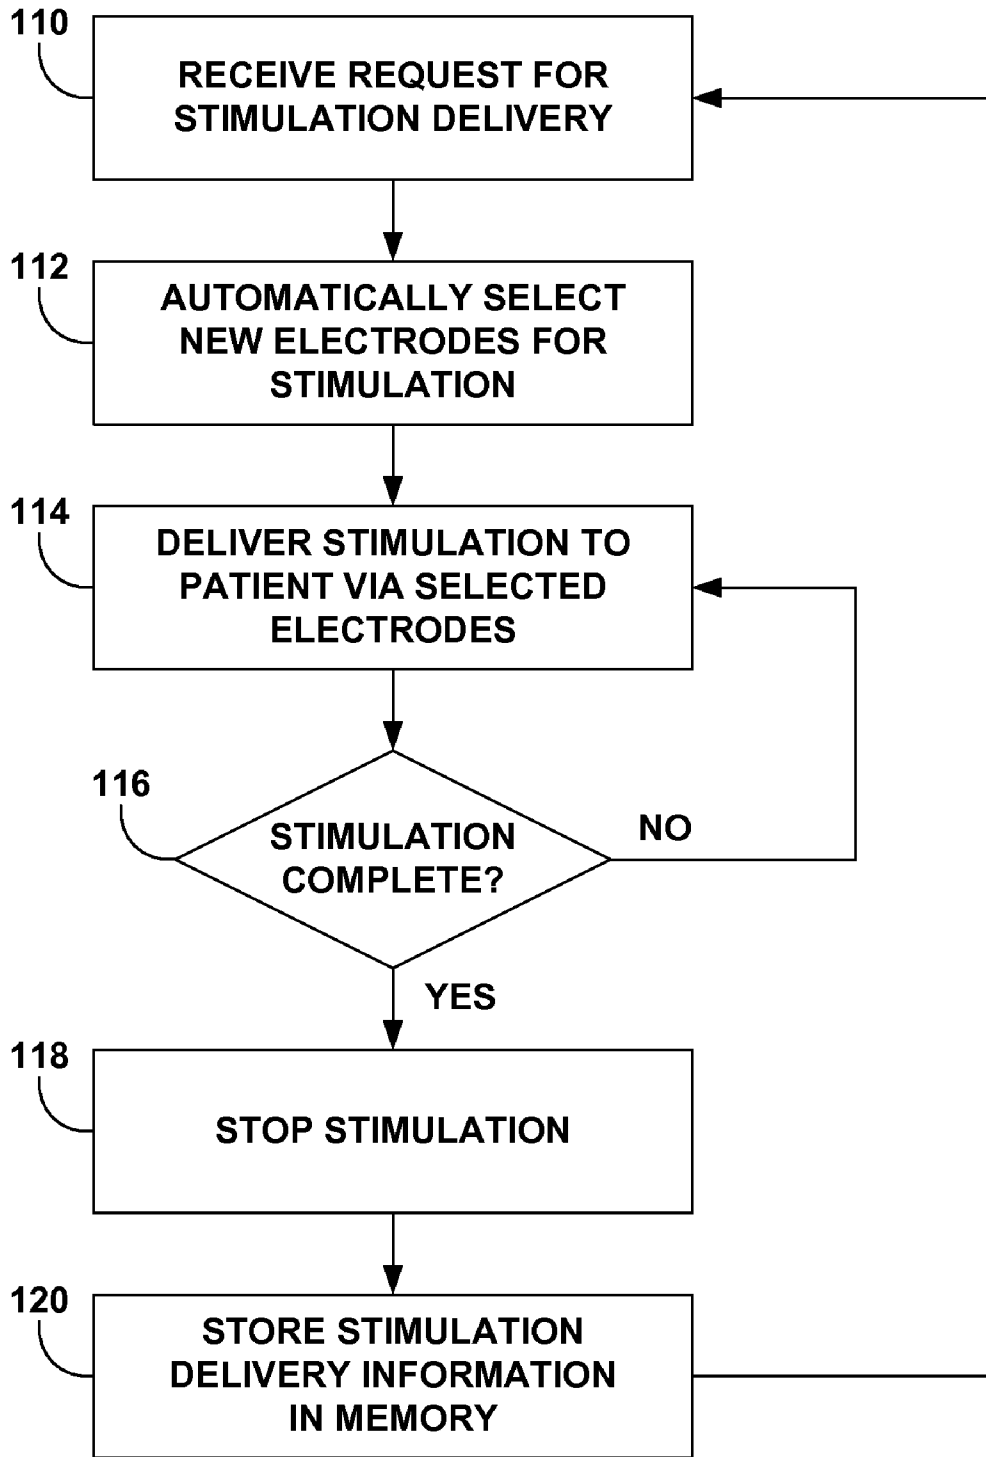 110
RECEIVE REQUEST FOR
STIMULATION DELIVERY
112
AUTOMATICALLY SELECT
NEW ELECTRODES FOR
STIMULATION
114
DELIVER STIMULATION TO
PATIENT VIA SELECTED
ELECTRODES
116
STIMULATION
COMPLETE?
NO
YES
118
STOP STIMULATION
120
STORE STIMULATION
DELIVERY INFORMATION
IN MEMORY